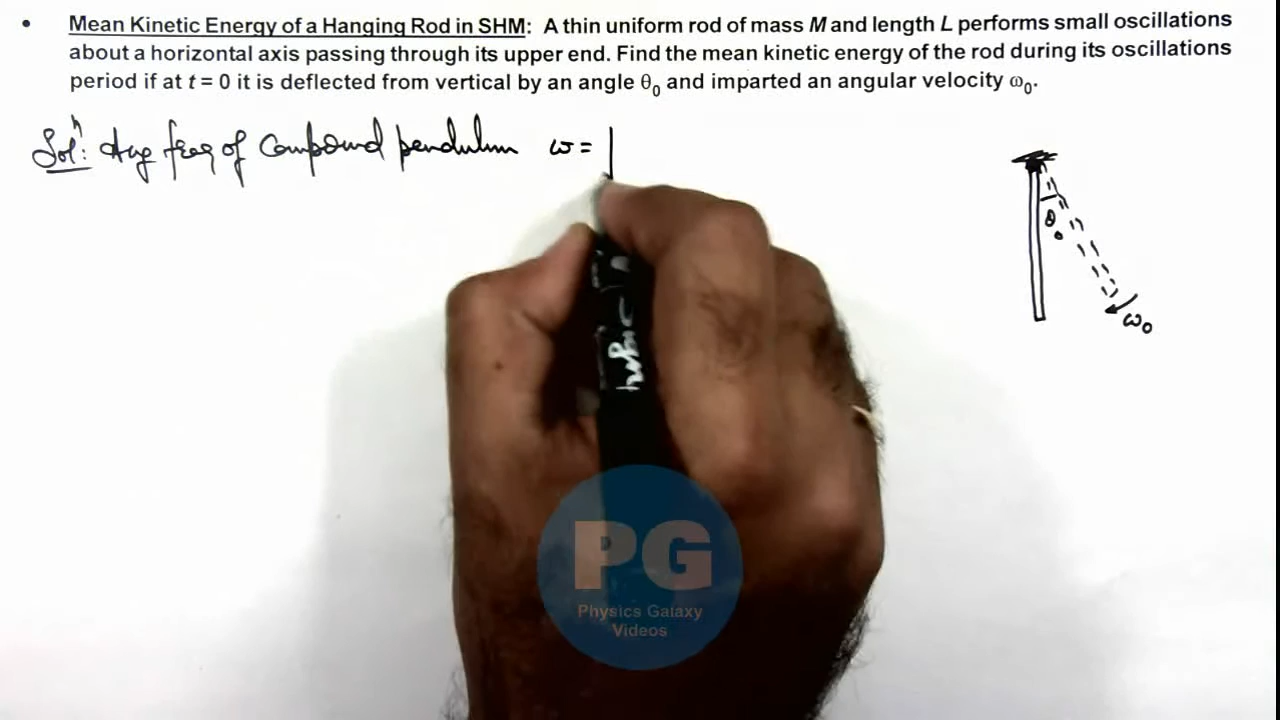 • Mean Kinetic Energy of a Hanging Rod in SHM: A thin uniform rod of mass M and length L performs small oscillations
about a horizontal axis passing through its upper end. Find the mean kinetic energy of the rod during its oscillations
period if at t = 0 it is deflected from vertical by an angle θ₀ and imparted an angular velocity ω₀.
Solⁿ: Ang freq of Compound pendulum ω =
θ₀
ω₀
PG
Physics Galaxy
Videos